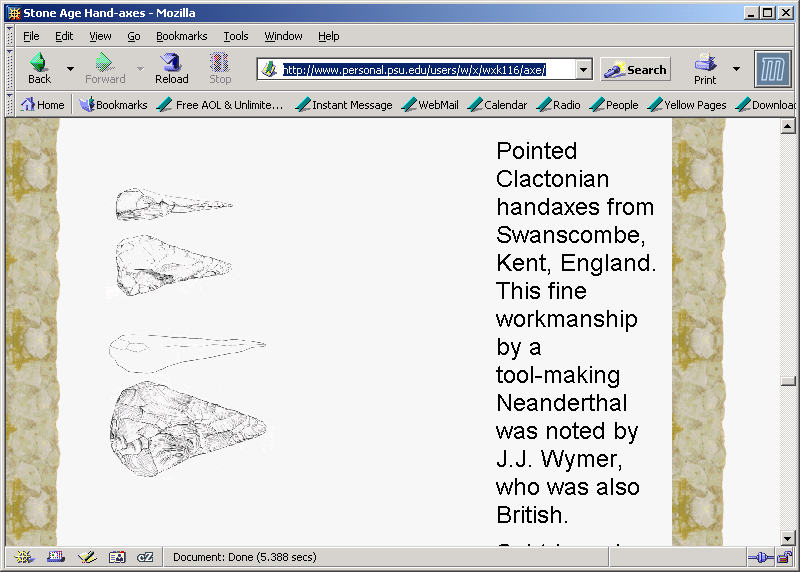 Stone Age Hand-axes - Mozilla
File Edit View Go Bookmarks Tools Window Help
Back Forward Reload Stop http://www.personal.psu.edu/users/w/x/wxk116/axe/ Search Print
Home Bookmarks Free AOL & Unlimite... Instant Message WebMail Calendar Radio People Yellow Pages Downloa
Pointed
Clactonian
handaxes from
Swanscombe,
Kent, England.
This fine
workmanship
by a
tool-making
Neanderthal
was noted by
J.J. Wymer,
who was also
British.
Document: Done (5.388 secs)